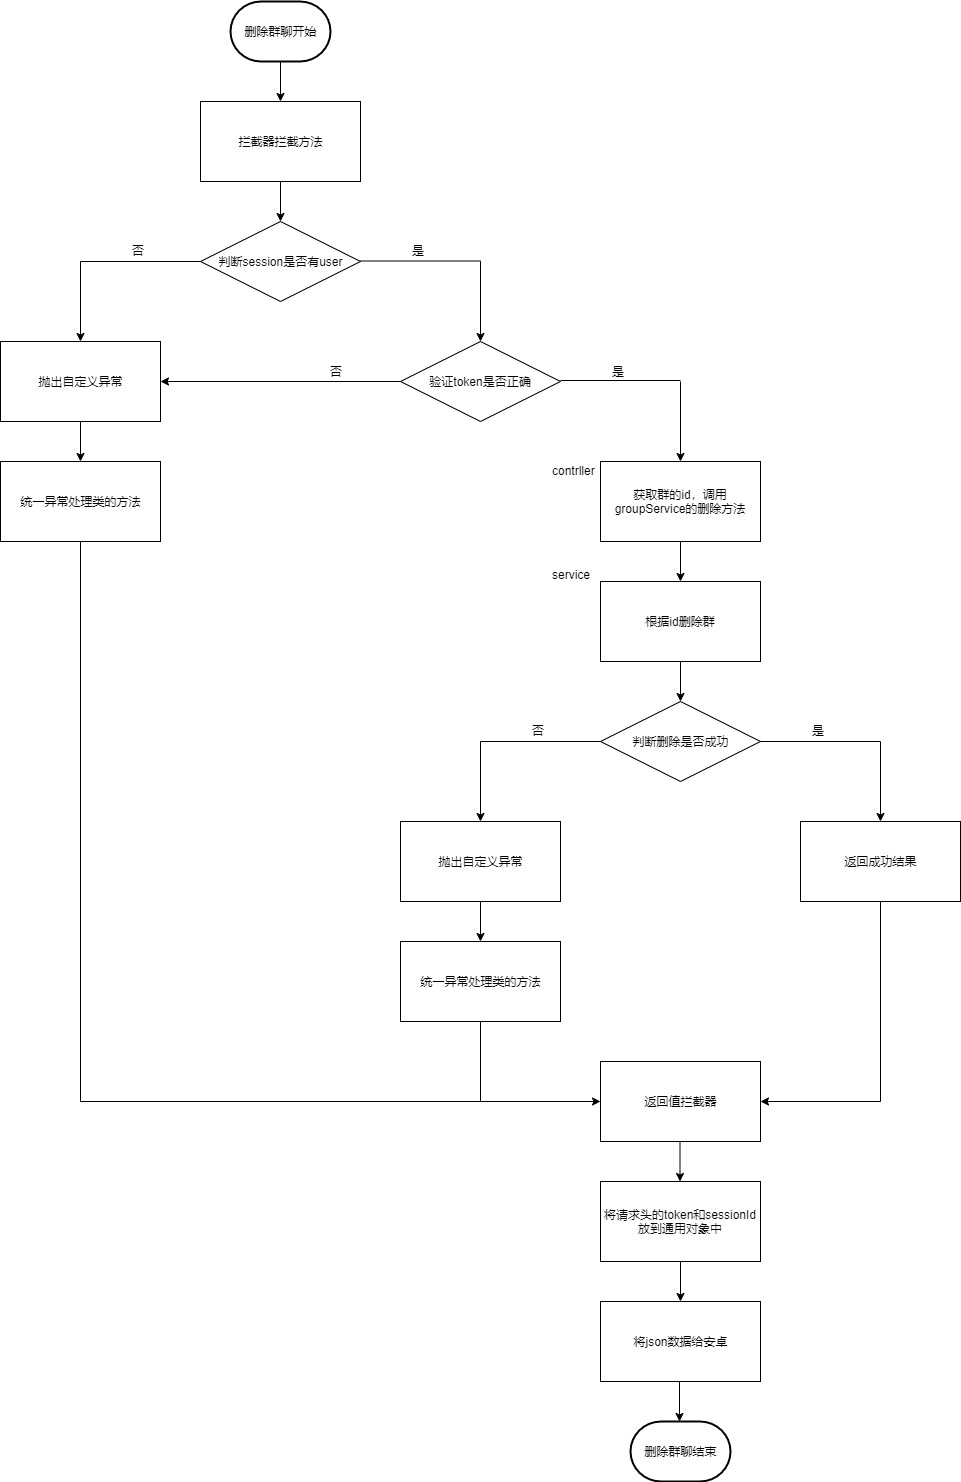 删除群聊开始
拦截器拦截方法
否
是
判断session是否有user
否
是
抛出自定义异常
验证token是否正确
contrller
统一异常处理类的方法
获取群的id，调用
groupService的删除方法
service
根据id删除群
否
是
判断删除是否成功
抛出自定义异常
返回成功结果
统一异常处理类的方法
返回值拦截器
将请求头的token和sessionId
放到通用对象中
将json数据给安卓
删除群聊结束